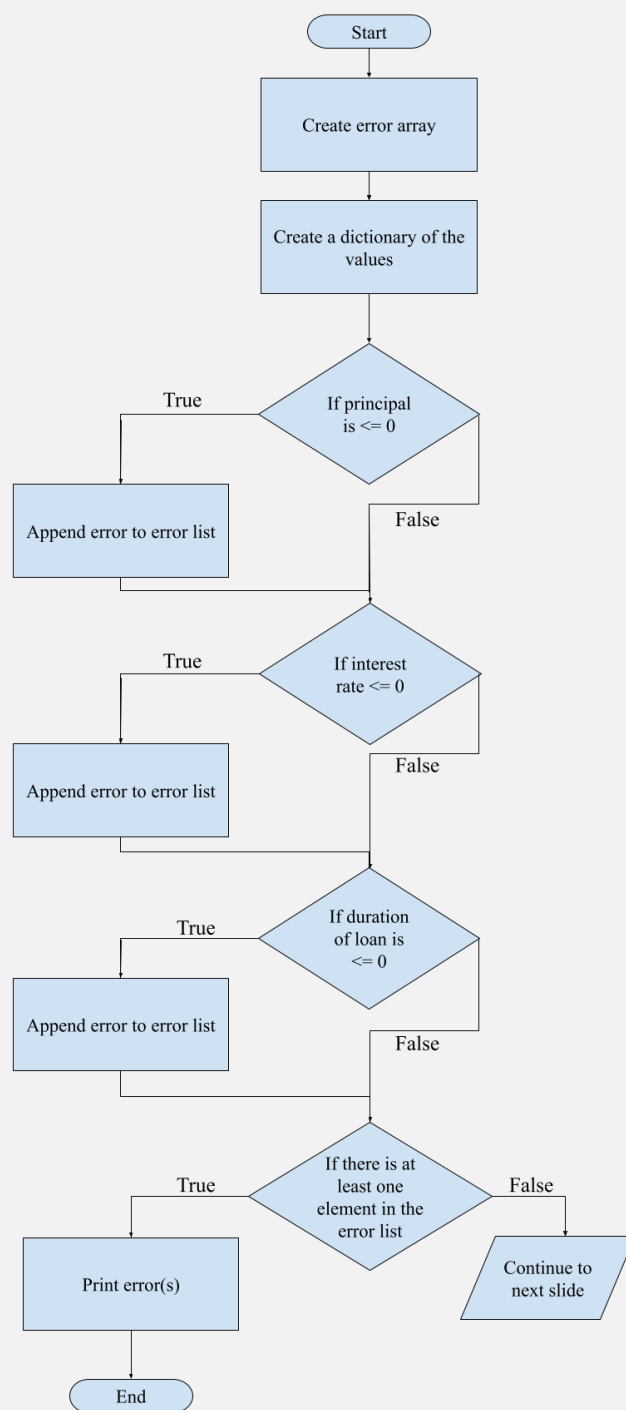 Start
Create error array
Create a dictionary of the
values
True
If principal
is <= 0
False
Append error to error list
True
If interest
rate <= 0
False
Append error to error list
True
If duration
of loan is
<= 0
False
Append error to error list
True
If there is at
least one
element in the
error list
False
Print error(s)
Continue to
next slide
End